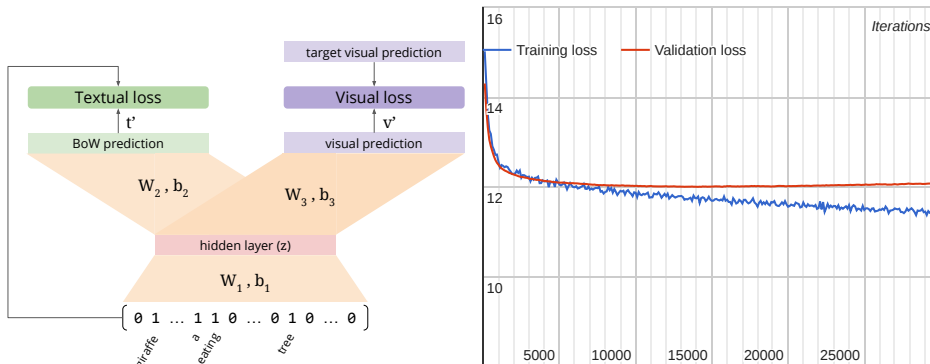 target visual prediction
Textual loss
Visual loss
t’
v’
BoW prediction
visual prediction
W2 , b2
W3 , b3
hidden layer (z)
W1 , b1
0 1 ... 1 1 0 ... 0 1 0 ... 0
giraffe
a
eating
tree
16
Iterations
Training loss
Validation loss
14
12
10
5000 10000 15000 20000 25000